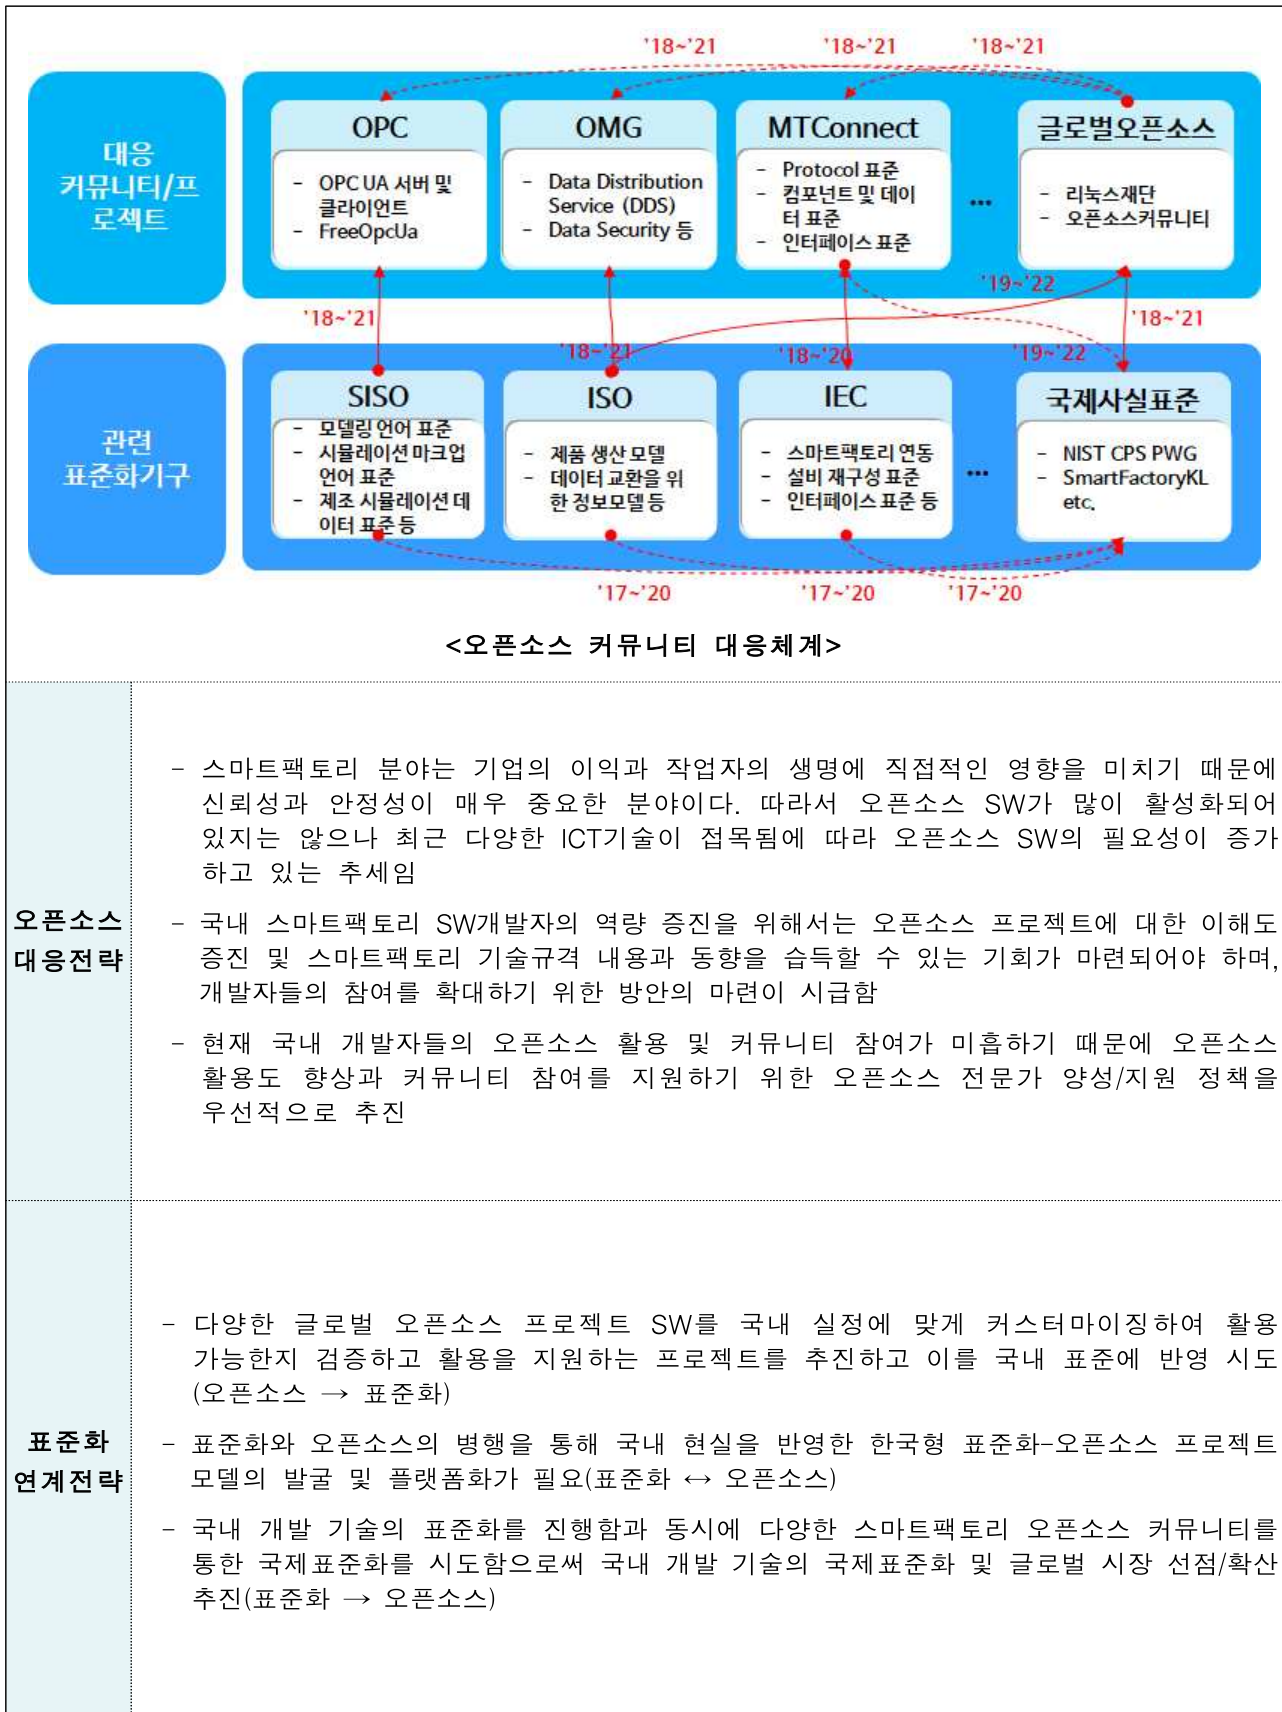 '18~'21
'18~'21
'18~'21
대응
커뮤니티/프
로젝트
OPC
- OPC UA 서버 및
클라이언트
- FreeOpcUa
OMG
- Data Distribution
Service (DDS)
- Data Security 등
MTConnect
- Protocol 표준
- 컴포넌트 및 데이
터 표준
- 인터페이스 표준
...
글로벌오픈소스
- 리눅스재단
- 오픈소스커뮤니티
'19~'22
'18~'21
'18~'21
'18~'20
'19~'22
'18~'21
관련
표준화기구
SISO
- 모델링 언어 표준
- 시뮬레이션 마크업
언어 표준
- 제조 시뮬레이션 데
이터 표준 등
ISO
- 제품 생산 모델
- 데이터 교환을 위
한 정보모델 등
IEC
- 스마트팩토리 연동
- 설비 재구성 표준
- 인터페이스 표준 등
...
국제사실표준
- NIST CPS PWG
- SmartFactoryKL
etc.
'17~'20
'17~'20
'17~'20
<오픈소스 커뮤니티 대응체계>
오픈소스
대응전략
- 스마트팩토리 분야는 기업의 이익과 작업자의 생명에 직접적인 영향을 미치기 때문에
신뢰성과 안정성이 매우 중요한 분야이다. 따라서 오픈소스 SW가 많이 활성화되어
있지는 않으나 최근 다양한 ICT기술이 접목됨에 따라 오픈소스 SW의 필요성이 증가
하고 있는 추세임
- 국내 스마트팩토리 SW개발자의 역량 증진을 위해서는 오픈소스 프로젝트에 대한 이해도
증진 및 스마트팩토리 기술규격 내용과 동향을 습득할 수 있는 기회가 마련되어야 하며,
개발자들의 참여를 확대하기 위한 방안의 마련이 시급함
- 현재 국내 개발자들의 오픈소스 활용 및 커뮤니티 참여가 미흡하기 때문에 오픈소스
활용도 향상과 커뮤니티 참여를 지원하기 위한 오픈소스 전문가 양성/지원 정책을
우선적으로 추진
표준화
연계전략
- 다양한 글로벌 오픈소스 프로젝트 SW를 국내 실정에 맞게 커스터마이징하여 활용
가능한지 검증하고 활용을 지원하는 프로젝트를 추진하고 이를 국내 표준에 반영 시도
(오픈소스 → 표준화)
- 표준화와 오픈소스의 병행을 통해 국내 현실을 반영한 한국형 표준화-오픈소스 프로젝트
모델의 발굴 및 플랫폼화가 필요(표준화 ↔ 오픈소스)
- 국내 개발 기술의 표준화를 진행함과 동시에 다양한 스마트팩토리 오픈소스 커뮤니티를
통한 국제표준화를 시도함으로써 국내 개발 기술의 국제표준화 및 글로벌 시장 선점/확산
추진(표준화 → 오픈소스)